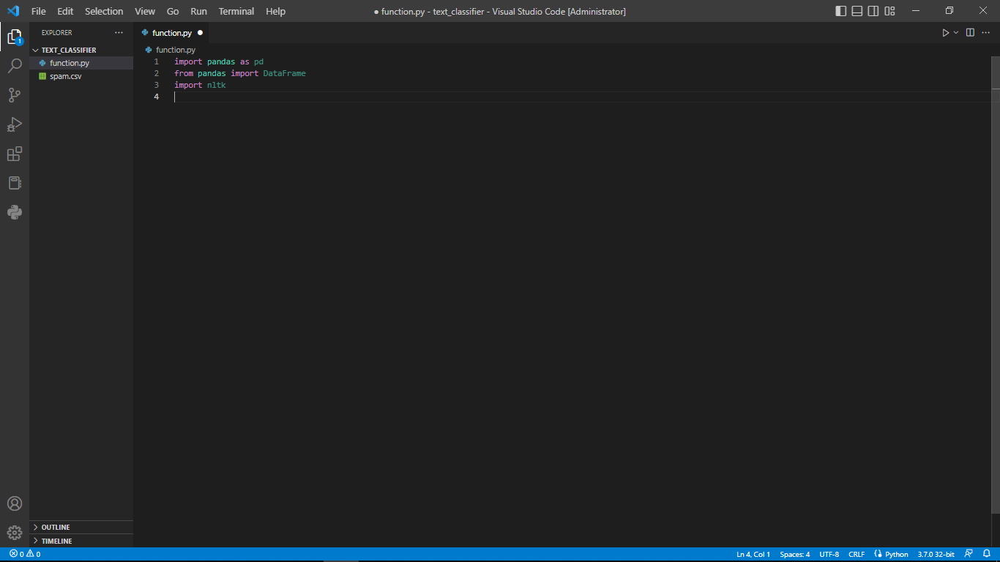 File Edit Selection View Go Run Terminal Help ● function.py - text_classifier - Visual Studio Code [Administrator]
EXPLORER ···
TEXT_CLASSIFIER
function.py
spam.csv
OUTLINE
TIMELINE
1
function.py ●
function.py
1 import pandas as pd
2 from pandas import DataFrame
3 import nltk
4
0 0 Ln 4, Col 1 Spaces: 4 UTF-8 CRLF Python 3.7.0 32-bit